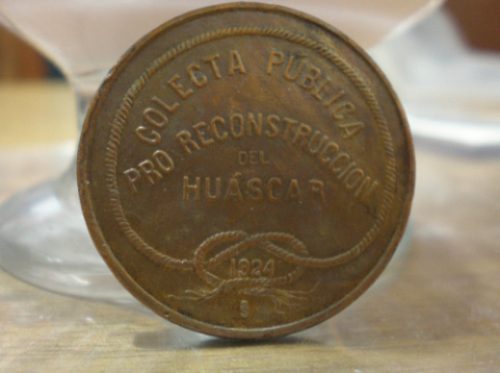 COLECTA PÚBLICA
PRO RECONSTRUCCION
DEL
HUÁSCAR
1924